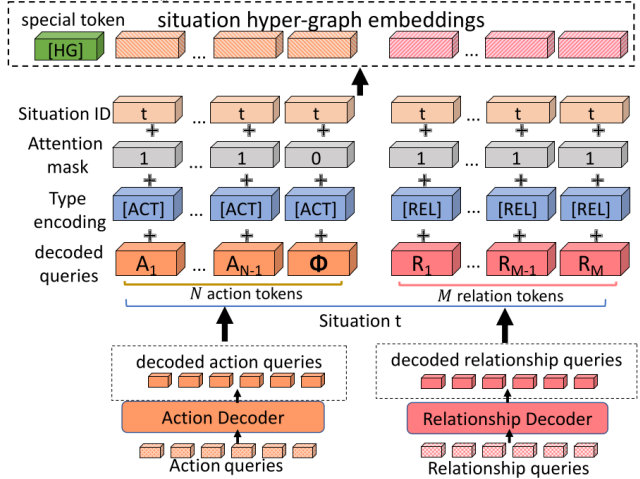 special token
situation hyper-graph embeddings
[HG] ... ...
Situation ID t ... t t t ... t t
+ + + + + +
Attention mask 1 ... 1 0 1 ... 1 1
+ + + + + +
Type encoding [ACT] ... [ACT] [ACT] [REL] ... [REL] [REL]
+ + + + + +
decoded queries A1 ... AN-1 Φ R1 ... RM-1 RM
N action tokens M relation tokens
Situation t
decoded action queries decoded relationship queries
Action Decoder Relationship Decoder
Action queries Relationship queries